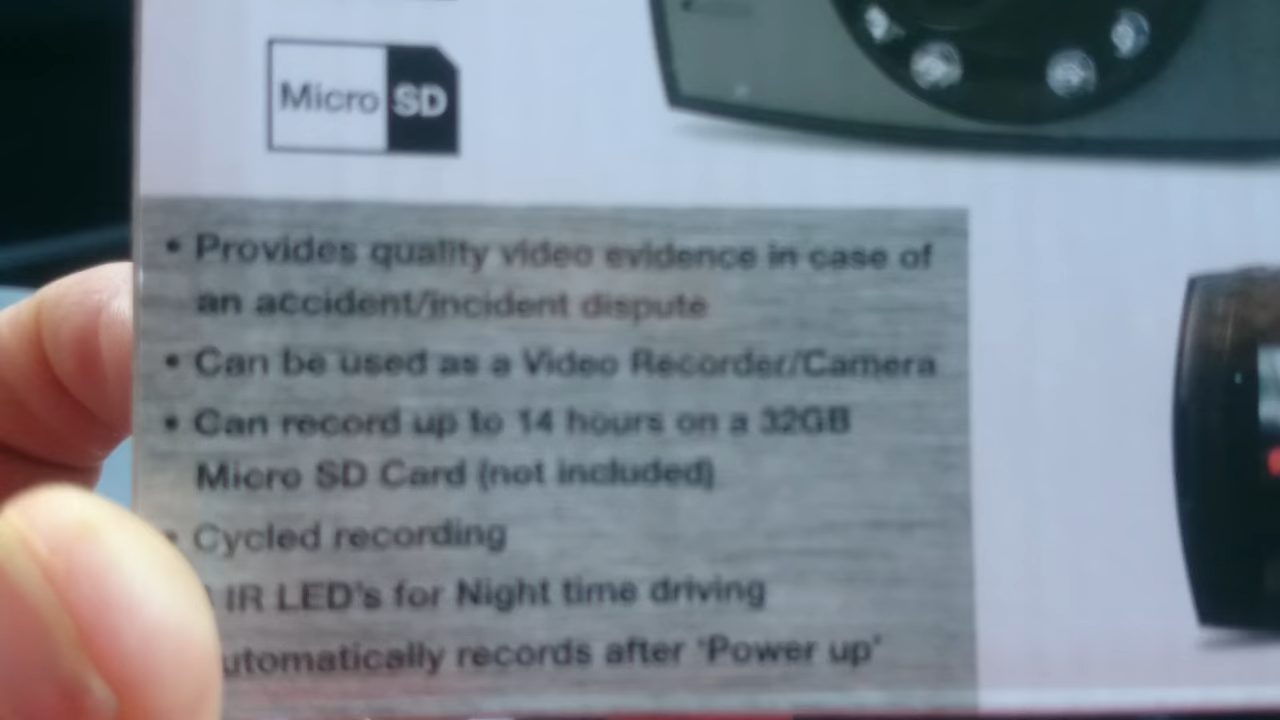 Micro SD
• Provides quality video evidence in case of
an accident/incident dispute
• Can be used as a Video Recorder/Camera
• Can record up to 14 hours on a 32GB
Micro SD Card (not included)
• Cycled recording
IR LED's for Night time driving
utomatically records after 'Power up'